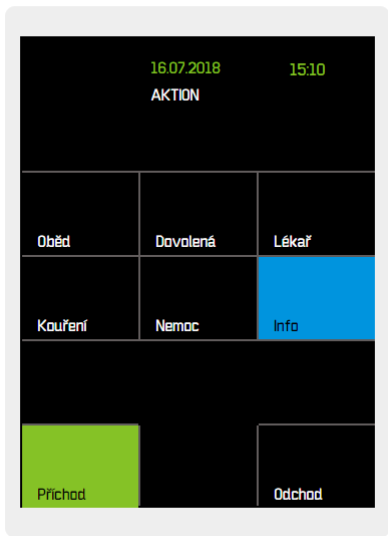 16.07.2018 15:10
AKTION
Oběd Dovolená Lékař
Kouření Nemoc Info
Příchod Odchod